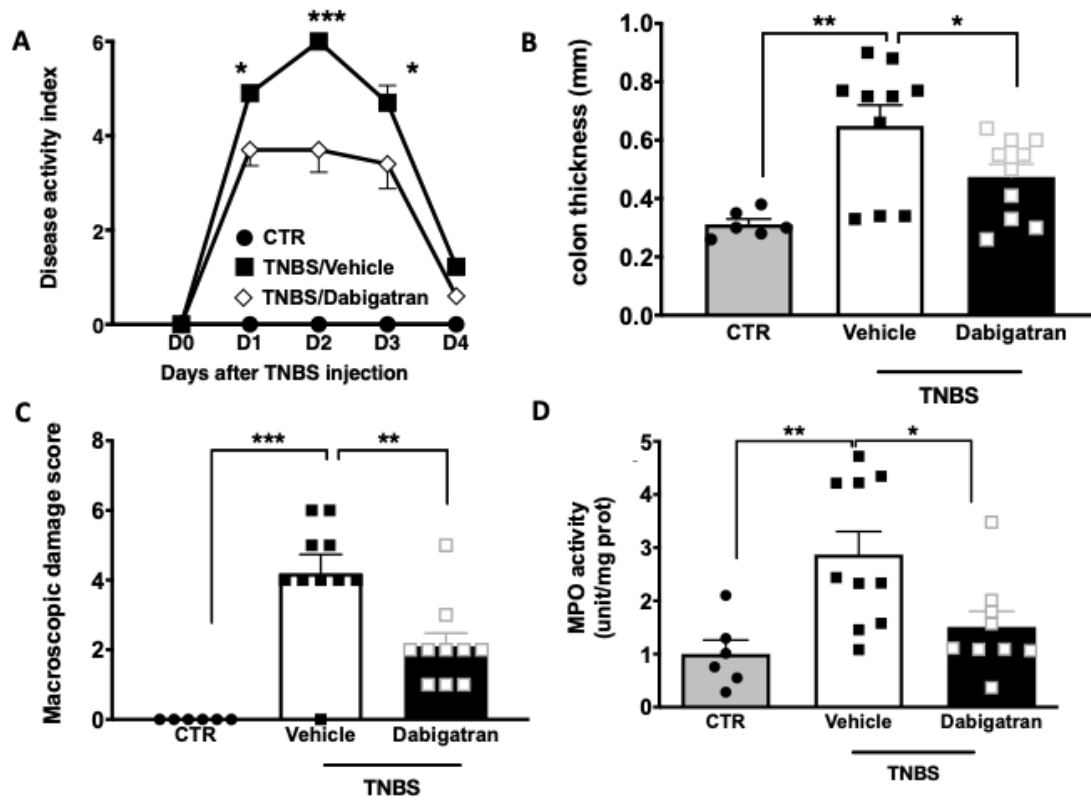 A
Disease activity index
6
4
2
0
*
***
*
CTR
TNBS/Vehicle
TNBS/Dabigatran
D0 D1 D2 D3 D4
Days after TNBS injection
B
colon thickness (mm)
1.0
0.8
0.6
0.4
0.2
0.0
** *
CTR Vehicle Dabigatran
TNBS
C
Macroscopic damage score
8
6
4
2
0
*** **
CTR Vehicle Dabigatran
TNBS
D
MPO activity
(unit/mg prot)
5
4
3
2
1
0
** *
CTR Vehicle Dabigatran
TNBS